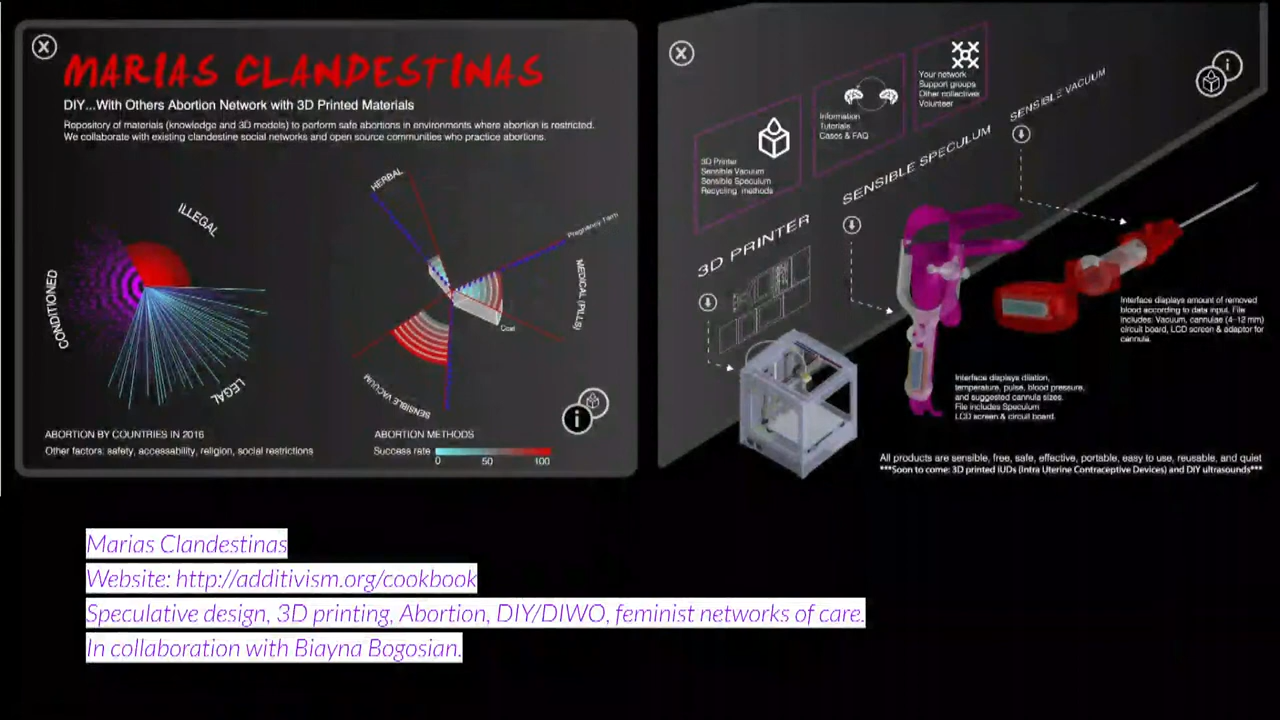 MARIAS CLANDESTINAS
DIY...With Others Abortion Network with 3D Printed Materials
Repository of materials (knowledge and 3D models) to perform safe abortions in environments where abortion is restricted.
We collaborate with existing clandestine social networks and open source communities who practice abortions.
ILLEGAL
CONDITIONED
LEGAL
ABORTION BY COUNTRIES IN 2016
Other factors: safety, accessability, religion, social restrictions
HERBAL
Pregnancy Term
MEDICAL (PILLS)
Cost
SENSIBLE VACUUM
ABORTION METHODS
Success rate
0 50 100
3D Printer
Sensible Vacuum
Sensible Speculum
Recycling methods
Information
Tutorials
Cases & FAQ
Your network
Support groups
Other collectives
Volunteer
3D PRINTER
SENSIBLE SPECULUM
SENSIBLE VACUUM
Interface displays amount of removed
blood according to data input. File
includes: Vacuum, cannulae (4-12 mm)
circuit board, LCD screen & adaptor for
cannula.
Interface displays dilation,
temperature, pulse, blood pressure,
and suggested cannula sizes.
File includes Speculum
LCD screen & circuit board.
All products are sensible, free, safe, effective, portable, easy to use, reusable, and quiet
***Soon to come: 3D printed IUDs (Intra Uterine Contraceptive Devices) and DIY ultrasounds***
Marias Clandestinas
Website: http://additivism.org/cookbook
Speculative design, 3D printing, Abortion, DIY/DIWO, feminist networks of care.
In collaboration with Biayna Bogosian.